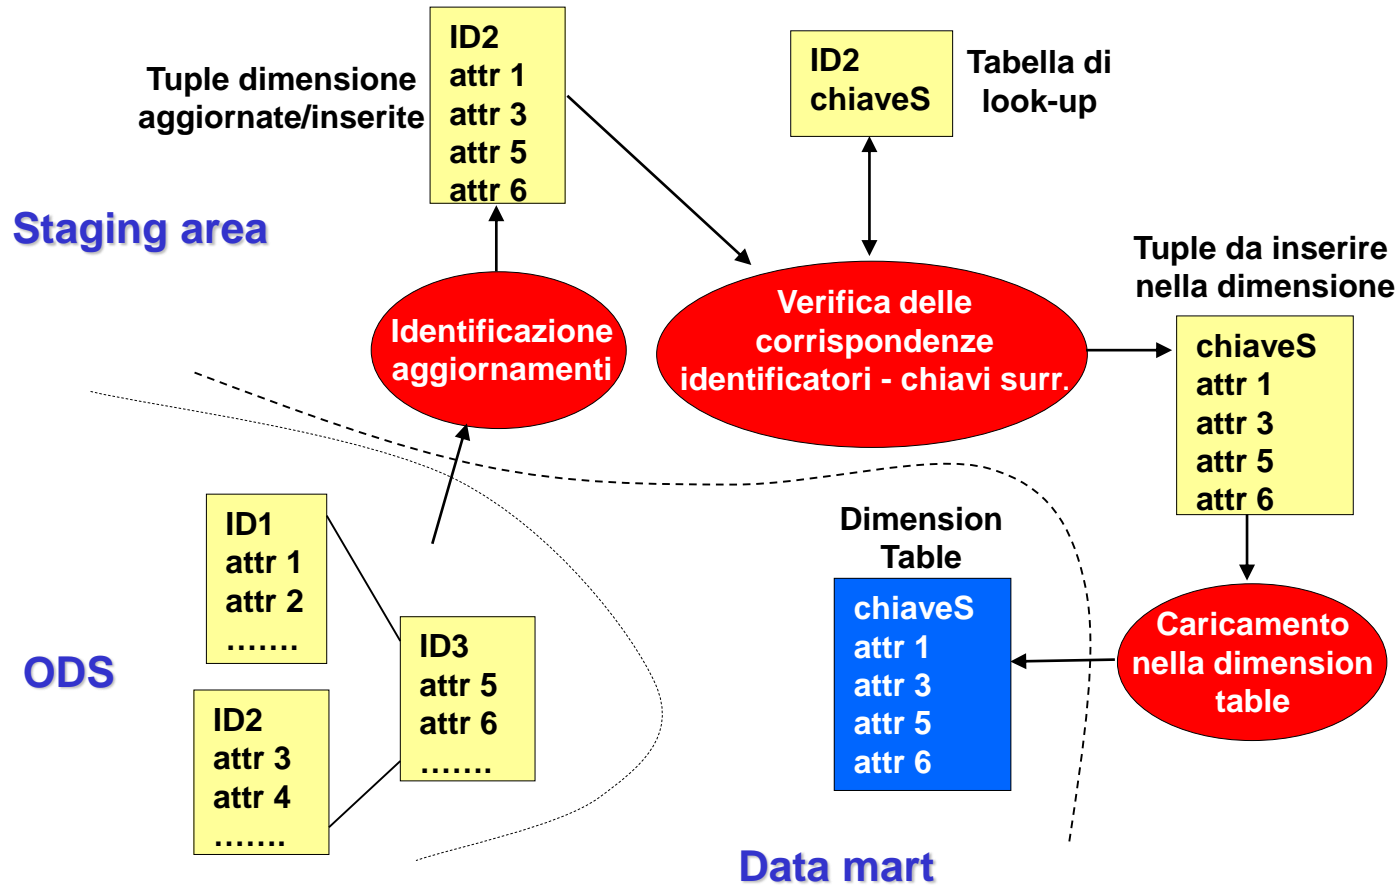 Tuple dimensione
aggiornate/inserite
ID2
attr 1
attr 3
attr 5
attr 6
ID2
chiaveS
Tabella di
look-up
Staging area
Identificazione
aggiornamenti
Verifica delle
corrispondenze
identificatori - chiavi surr.
Tuple da inserire
nella dimensione
chiaveS
attr 1
attr 3
attr 5
attr 6
ODS
ID1
attr 1
attr 2
…….
ID2
attr 3
attr 4
…….
ID3
attr 5
attr 6
…….
Dimension
Table
chiaveS
attr 1
attr 3
attr 5
attr 6
Caricamento
nella dimension
table
Data mart